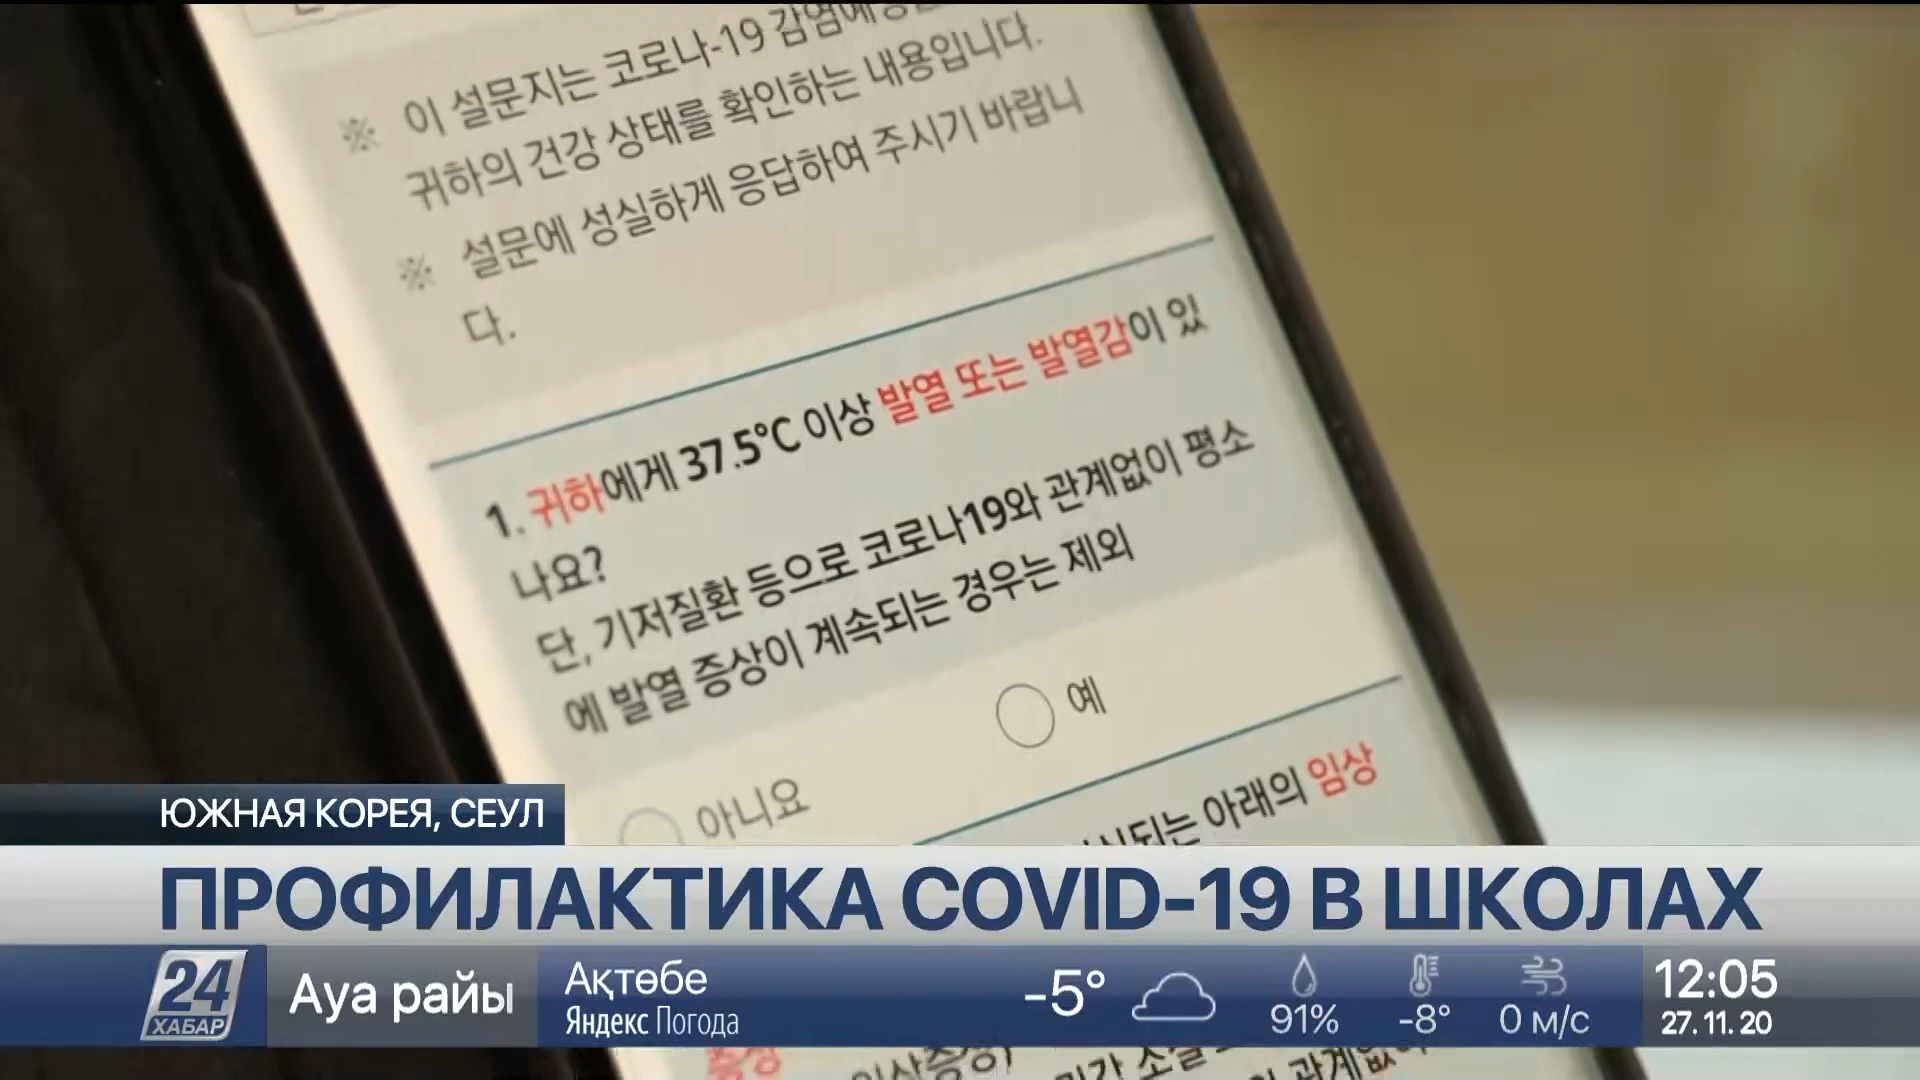 ※ 이 설문지는 코로나-19 감염예방을
귀하의 건강 상태를 확인하는 내용입니다.
※ 설문에 성실하게 응답하여 주시기 바랍니
다.
1. 귀하에게 37.5°C 이상 발열 또는 발열감이 있
나요?
단, 기저질환 등으로 코로나19와 관계없이 평소
에 발열 증상이 계속되는 경우는 제외
예
아니요
되는 아래의 임상
ЮЖНАЯ КОРЕЯ, СЕУЛ
ПРОФИЛАКТИКА COVID-19 В ШКОЛАХ
24
ХАБАР
Ауа райы
Ақтөбе
Яндекс Погода
-5°
91%
-8°
0 м/с
12:05
27.11.20
증상